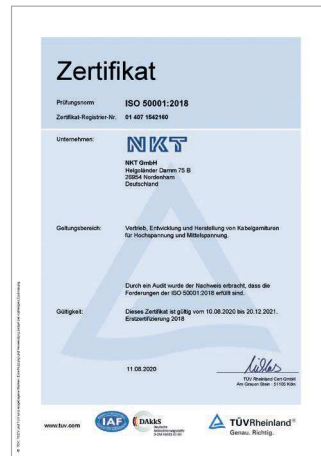 Zertifikat
Prüfungsnorm ISO 50001:2018
Zertifikat-Registrier-Nr. 01 407 1542160
Unternehmen: NKT
NKT GmbH
Helgoländer Damm 75 B
26954 Nordenham
Deutschland
Geltungsbereich: Vertrieb, Entwicklung und Herstellung von Kabelgarnituren
für Hochspannung und Mittelspannung.
Durch ein Audit wurde der Nachweis erbracht, dass die
Forderungen der ISO 50001:2018 erfüllt sind.
Gültigkeit: Dieses Zertifikat ist gültig vom 10.08.2020 bis 20.12.2021.
Erstzertifizierung 2018
11.08.2020
TÜV Rheinland Cert GmbH
Am Grauen Stein · 51105 Köln
www.tuv.com IAF DAkkS TÜVRheinland®
Deutsche
Akkreditierungsstelle
Genau. Richtig.